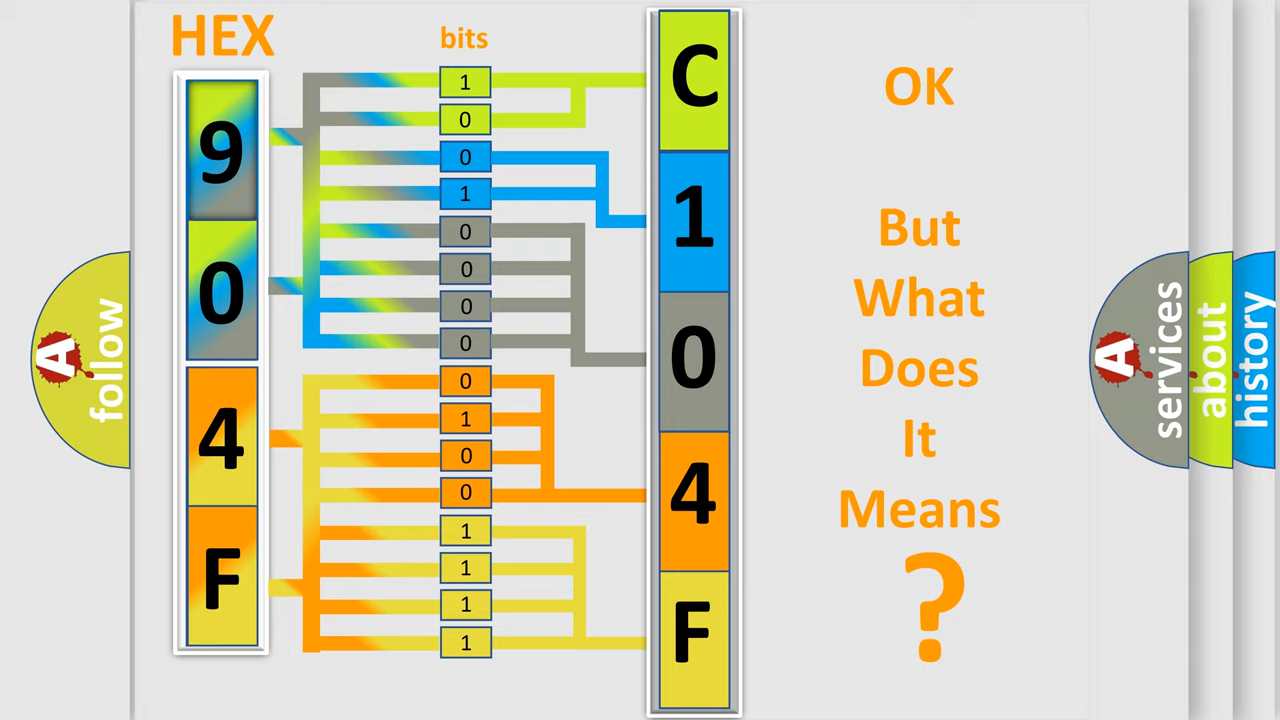 HEX
bits
9
0
4
F
1
0
0
1
0
0
0
0
0
1
0
0
1
1
1
1
C
1
0
4
F
OK
But
What
Does
It
Means
?
A
follow
A
services
about
history